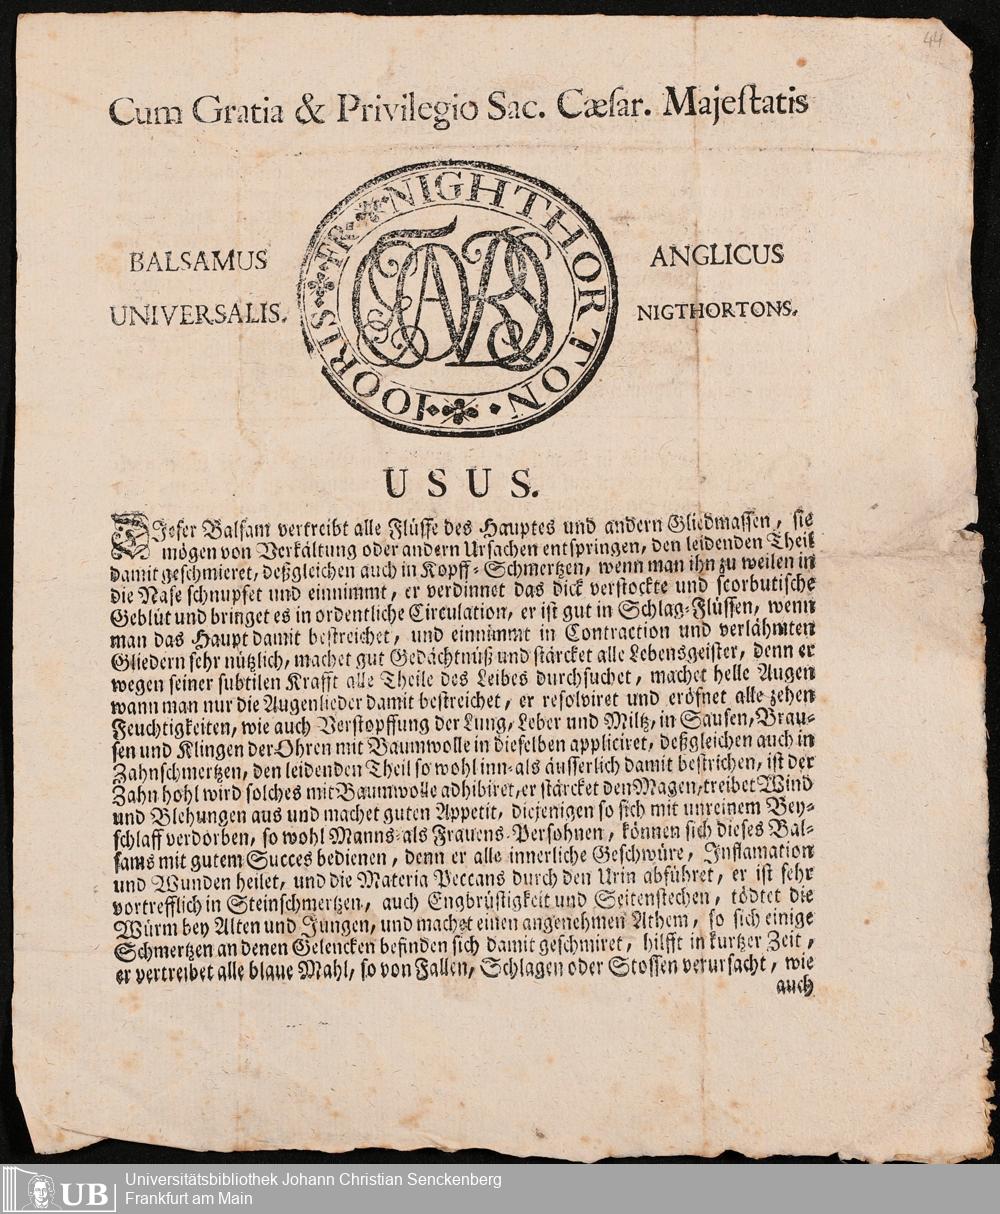 44
Cum Gratia & Privilegio Sac. Cæſar. Majeſtatis
FR. NIGHTHORTON. IOORIS
BALSAMUS
UNIVERSALIS.
ANGLICUS
NIGTHORTONS.
USUS.
DIeſer Balſam vertreibt alle Flüſſe des Hauptes und andern Gliedmaſſen, ſie
mögen von Verkältung oder andern Urſachen entſpringen, den leidenden Theil
damit geſchmieret, deßgleichen auch in Kopff-Schmertzen, wenn man ihn zu weilen in
die Naſe ſchnupfet und einnimmt, er verdinnet das dick verſtockte und ſcorbutiſche
Geblüt und bringet es in ordentliche Circulation, er iſt gut in Schlag-Flüſſen, wenn
man das Haupt damit beſtreichet, und einnimmt in Contraction und verlähmten
Gliedern ſehr nützlich, machet gut Gedächtnüß und ſtärcket alle Lebensgeiſter, denn er
wegen ſeiner ſubtilen Krafft alle Theile des Leibes durchſuchet, machet helle Augen
wann man nur die Augenlieder damit beſtreichet, er reſolviret und eröfnet alle zehen
Feuchtigkeiten, wie auch Verſtopffung der Lung, Leber und Miltz, in Sauſen, Brau-
ſen und Klingen der Ohren mit Baumwolle in dieſelben appliciret, deßgleichen auch in
Zahnſchmertzen, den leidenden Theil ſo wohl inn- als äuſſerlich damit beſtrichen, iſt der
Zahn hohl wird ſolches mit Baumwolle adhibiret, er ſtärcket den Magen, treibet Wind
und Blehungen aus und machet guten Appetit, diejenigen ſo ſich mit unreinem Bey-
ſchlaff verdorben, ſo wohl Manns- als Frauens-Perſohnen, können ſich dieſes Bal-
ſams mit gutem Succes bedienen, denn er alle innerliche Geſchwüre, Inflamation
und Wunden heilet, und die Materia Peccans durch den Urin abführet, er iſt ſehr
vortrefflich in Steinſchmertzen, auch Engbrüſtigkeit und Seitenſtechen, tödtet die
Würm bey Alten und Jungen, und machet einen angenehmen Athem, ſo ſich einige
Schmertzen an denen Gelencken befinden ſich damit geſchmiret, hilfft in kurtzer Zeit,
er vertreibet alle blaue Mahl, ſo von Fallen, Schlagen oder Stoſſen verurſacht, wie
auch
UB
Universitätsbibliothek Johann Christian Senckenberg
Frankfurt am Main